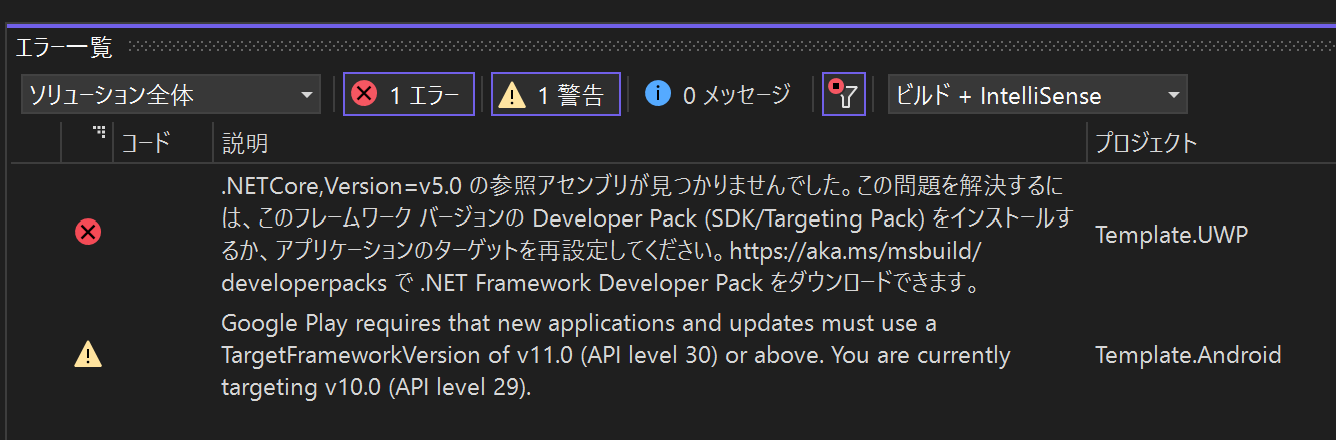 エラー一覧
ソリューション全体
1 エラー
1 警告
0 メッセージ
ビルド + IntelliSense
コード
説明
プロジェクト
.NETCore,Version=v5.0 の参照アセンブリが見つかりませんでした。この問題を解決するに
は、このフレームワーク バージョンの Developer Pack (SDK/Targeting Pack) をインストールす
るか、アプリケーションのターゲットを再設定してください。https://aka.ms/msbuild/
developerpacks で .NET Framework Developer Pack をダウンロードできます。
Template.UWP
Google Play requires that new applications and updates must use a
TargetFrameworkVersion of v11.0 (API level 30) or above. You are currently
targeting v10.0 (API level 29).
Template.Android